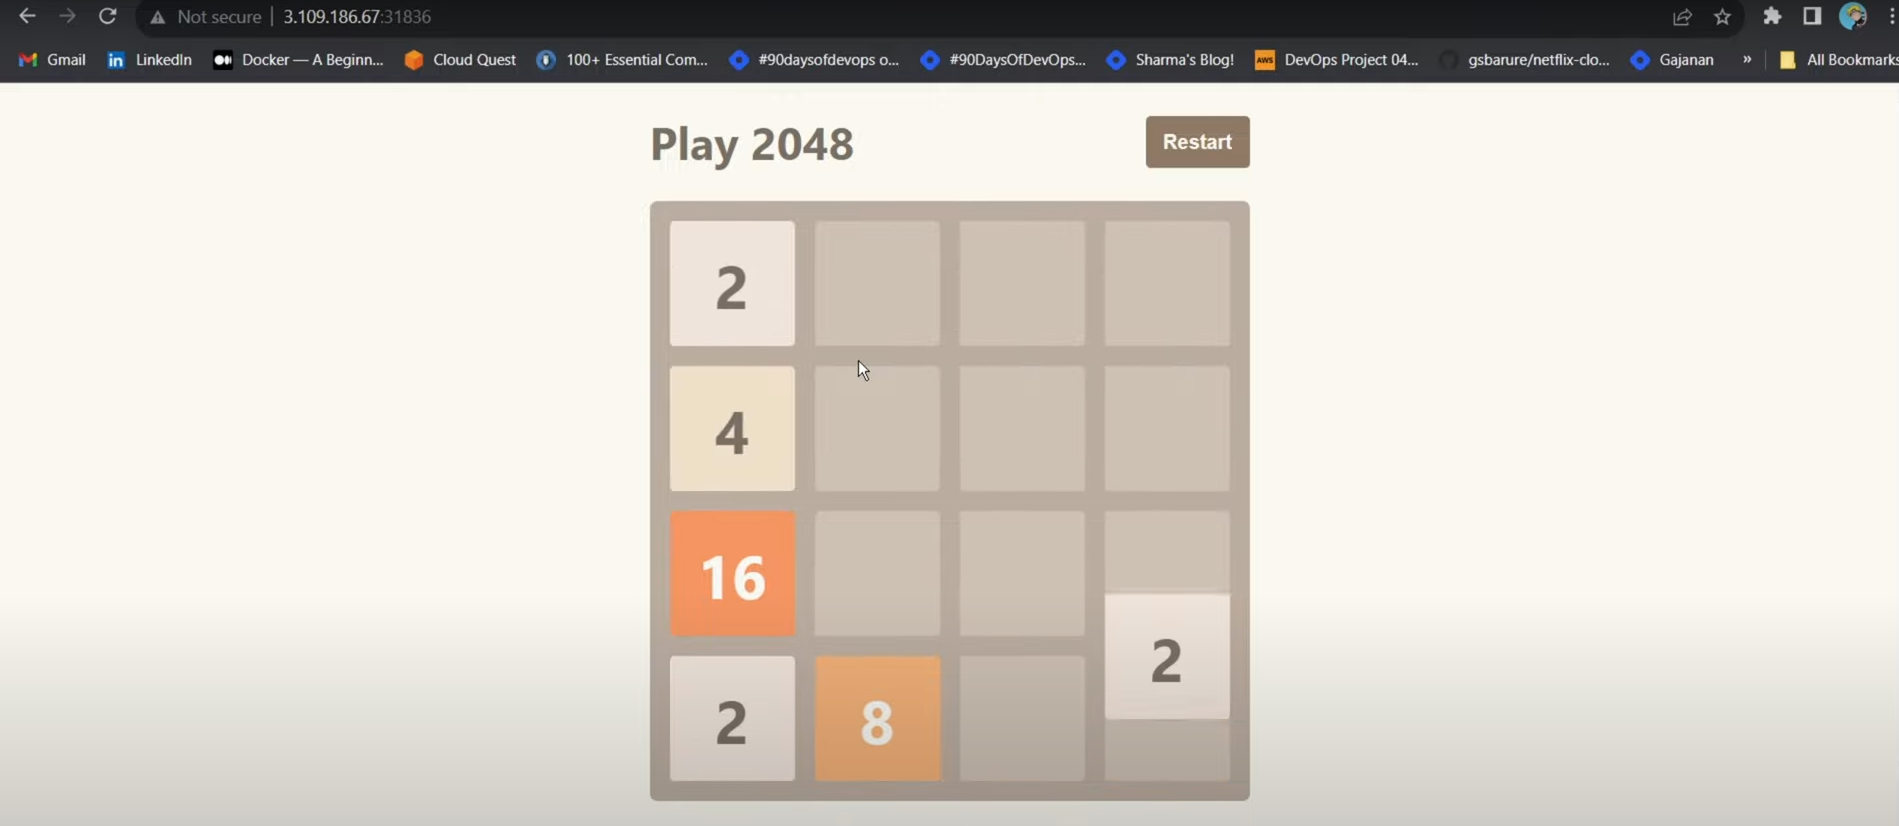 Not secure | 3.109.186.67:31836
Gmail LinkedIn Docker — A Beginn... Cloud Quest 100+ Essential Com... #90daysofdevops o... #90DaysOfDevOps... Sharma's Blog! aws DevOps Project 04... gsbarure/netflix-clo... Gajanan » All Bookmarks
Play 2048 Restart
2
4
16
2
2 8